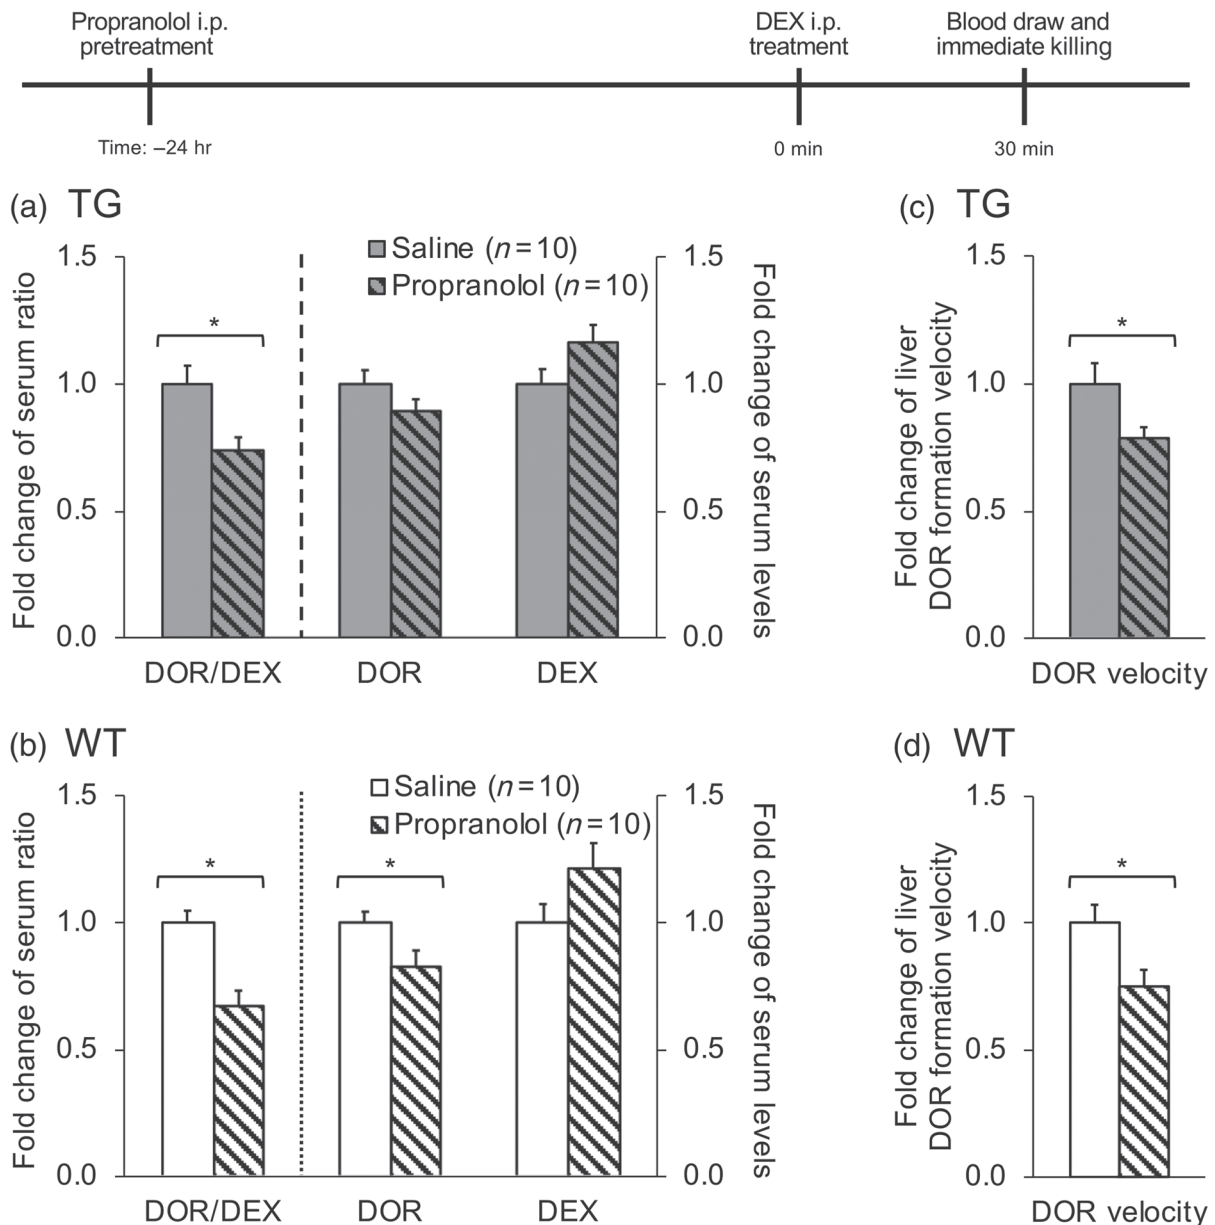 Propranolol i.p.
pretreatment
DEX i.p.
treatment
Blood draw and
immediate killing
Time: –24 hr
0 min
30 min
(a) TG
Fold change of serum ratio
1.5
1.0
0.5
0.0
*
Saline (n=10)
Propranolol (n=10)
1.5
1.0
0.5
0.0
Fold change of serum levels
DOR/DEX
DOR
DEX
(c) TG
Fold change of liver
DOR formation velocity
1.5
1.0
0.5
0.0
*
DOR velocity
(b) WT
Fold change of serum ratio
1.5
1.0
0.5
0.0
*
*
Saline (n=10)
Propranolol (n=10)
1.5
1.0
0.5
0.0
Fold change of serum levels
DOR/DEX
DOR
DEX
(d) WT
Fold change of liver
DOR formation velocity
1.5
1.0
0.5
0.0
*
DOR velocity